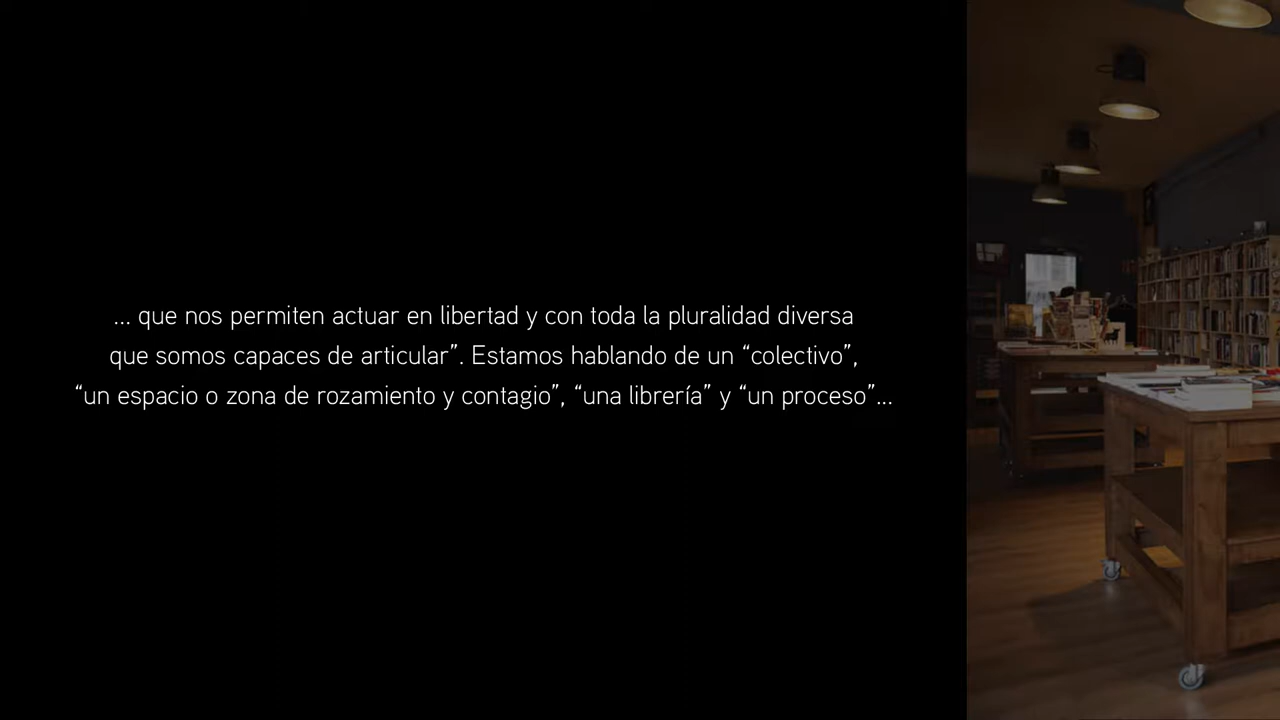 ... que nos permiten actuar en libertad y con toda la pluralidad diversa
que somos capaces de articular”. Estamos hablando de un “colectivo”,
“un espacio o zona de rozamiento y contagio”, “una librería” y “un proceso”...